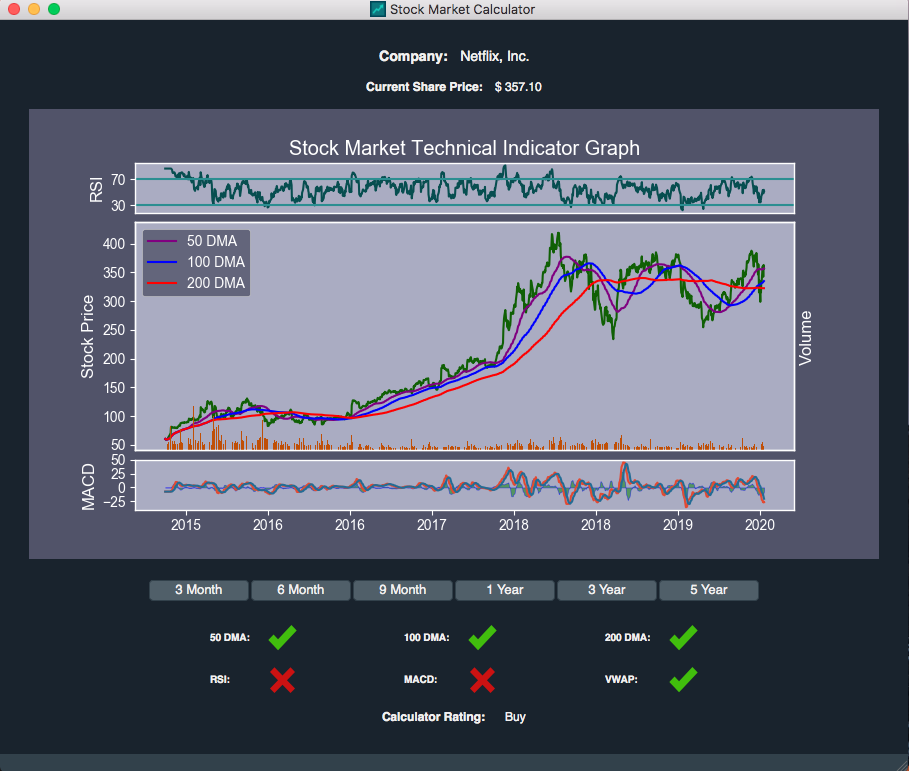 Stock Market Calculator
Company: Netflix, Inc.
Current Share Price: $ 357.10
Stock Market Technical Indicator Graph
RSI
70
30
50 DMA
100 DMA
200 DMA
Stock Price
400
350
300
250
200
150
100
50
Volume
MACD
50
25
0
−25
2015 2016 2016 2017 2018 2018 2019 2020
3 Month 6 Month 9 Month 1 Year 3 Year 5 Year
50 DMA: 100 DMA: 200 DMA:
RSI: MACD: VWAP:
Calculator Rating: Buy